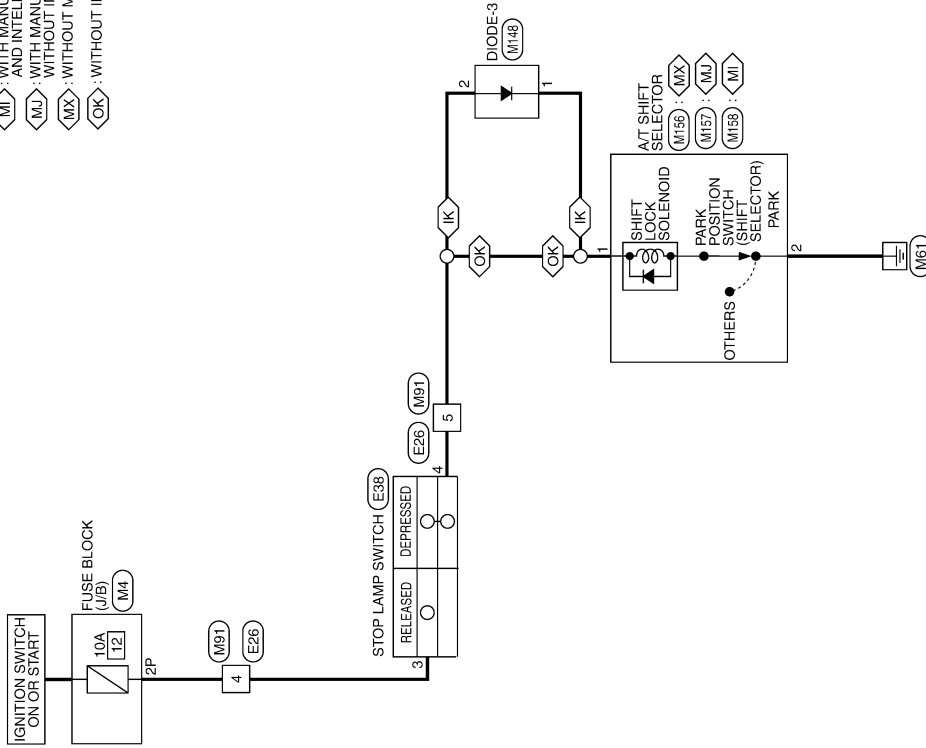 MI : WITH MANU
AND INTELL
MJ : WITH MANU
WITHOUT IN
MX : WITHOUT M
OK : WITHOUT I
IGNITION SWITCH
ON OR START
FUSE BLOCK
(J/B)
M4
10A
12
2P
M91
4
E26
STOP LAMP SWITCH E38
RELEASED
DEPRESSED
3
4
E26
M91
5
IK
OK
OK
IK
2
DIODE-3
M148
1
1
A/T SHIFT
SELECTOR
M156 : MX
M157 : MJ
M158 : MI
SHIFT
LOCK
SOLENOID
PARK
POSITION
SWITCH
(SHIFT
SELECTOR)
PARK
OTHERS
2
M61